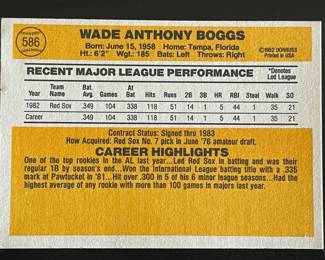 586
WADE ANTHONY BOGGS
Born: June 15, 1958 Home: Tampa, Florida
Ht.: 6'2" Wgt.: 185 Bats: Left Throws: Right
©1982 DONRUSS
Printed in USA
RECENT MAJOR LEAGUE PERFORMANCE
*Denotes Led League
Year Team Name Bat. Avg. Games At Bat Runs Hits 2B 3B HR RBI Steal Walk SO
1982 Red Sox .349 104 338 118 51 14 1 5 44 1 35 21
Career .349 104 338 118 51 14 1 5 44 1 35 21
Contract Status: Signed thru 1983
How Acquired: Red Sox No. 7 pick in June '76 amateur draft.
CAREER HIGHLIGHTS
One of the top rookies in the AL last year...Led Red Sox in batting and was their
regular 1B by season's end...Won the International League batting title with a .335
mark at Pawtucket in '81...Hit over .300 in 5 of his 6 minor league seasons...Had the
highest average of any rookie with more than 100 games in majors last year.